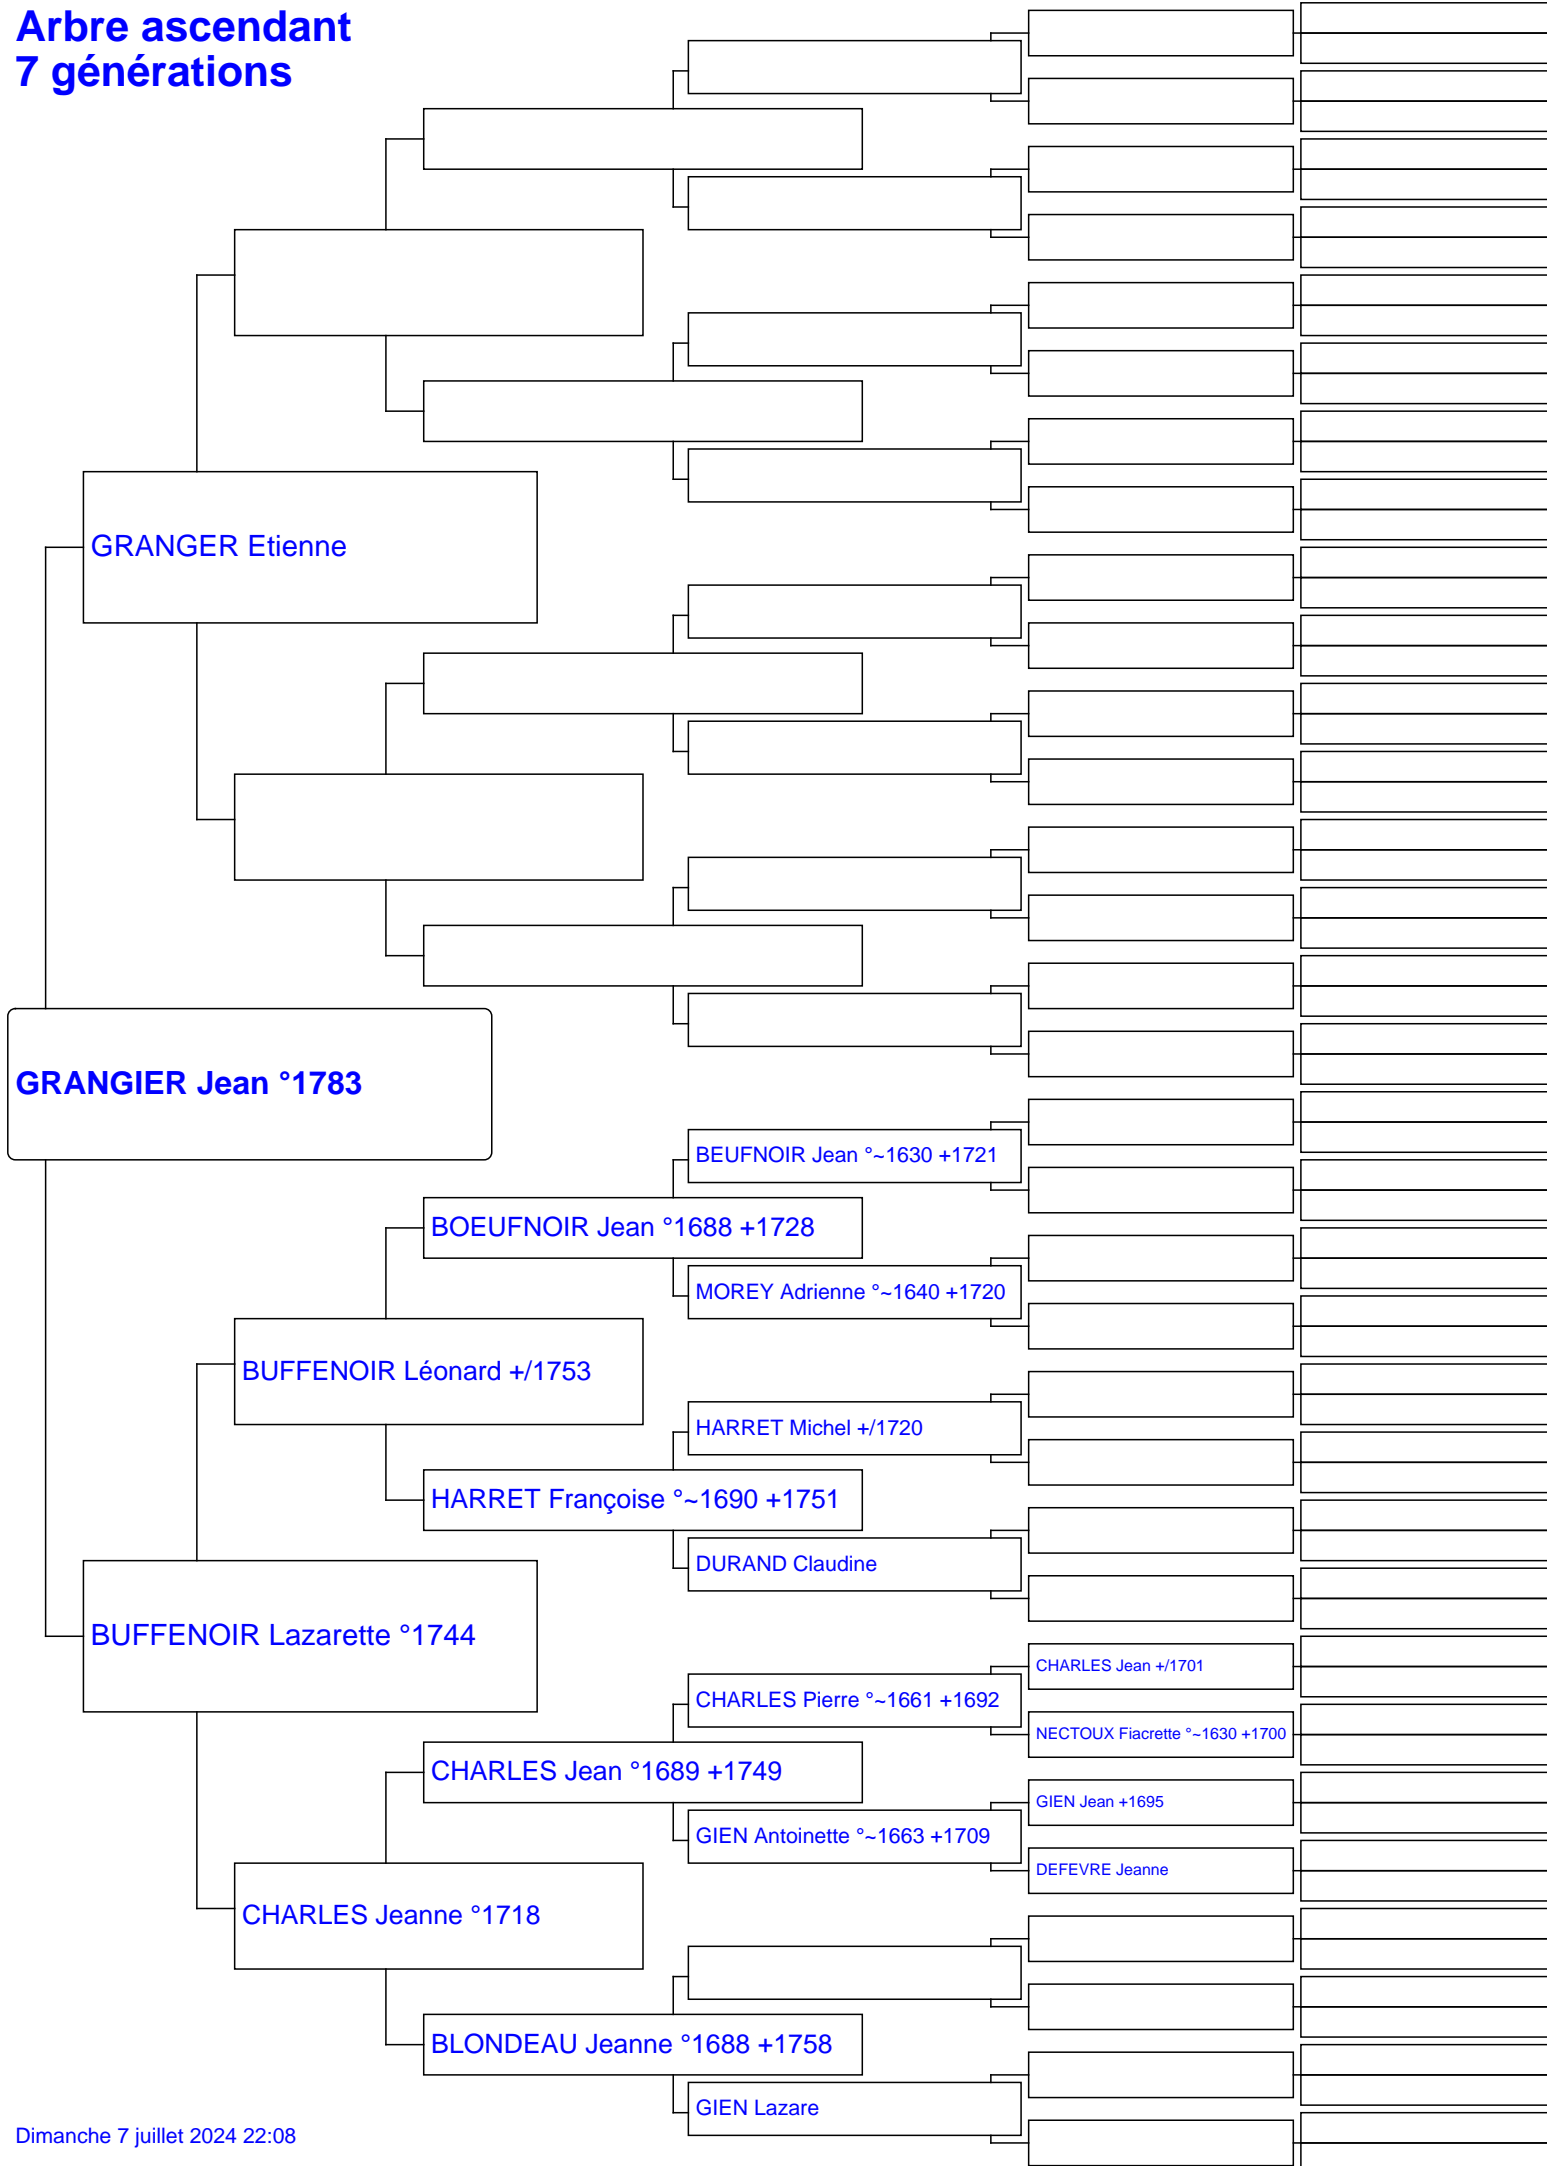 Arbre ascendant
7 générations
GRANGER Etienne
GRANGIER Jean °1783
BEUFNOIR Jean °~1630 +1721
BOEUFNOIR Jean °1688 +1728
MOREY Adrienne °~1640 +1720
BUFFENOIR Léonard +/1753
HARRET Michel +/1720
HARRET Françoise °~1690 +1751
DURAND Claudine
BUFFENOIR Lazarette °1744
CHARLES Jean +/1701
CHARLES Pierre °~1661 +1692
NECTOUX Fiacrette °~1630 +1700
CHARLES Jean °1689 +1749
GIEN Jean +1695
GIEN Antoinette °~1663 +1709
DEFEVRE Jeanne
CHARLES Jeanne °1718
BLONDEAU Jeanne °1688 +1758
GIEN Lazare
Dimanche 7 juillet 2024 22:08